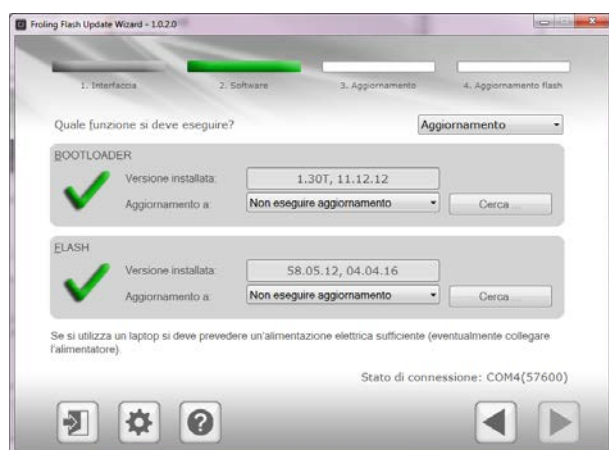 Froling Flash Update Wizard - 1.0.2.0
1. Interfaccia 2. Software 3. Aggiornamento 4. Aggiornamento flash
Quale funzione si deve eseguire? Aggiornamento
BOOTLOADER
Versione installata: 1.30T, 11.12.12
Aggiornamento a: Non eseguire aggiornamento Cerca ...
FLASH
Versione installata: 58.05.12, 04.04.16
Aggiornamento a: Non eseguire aggiornamento Cerca ...
Se si utilizza un laptop si deve prevedere un'alimentazione elettrica sufficiente (eventualmente collegare
l'alimentatore).
Stato di connessione: COM4(57600)